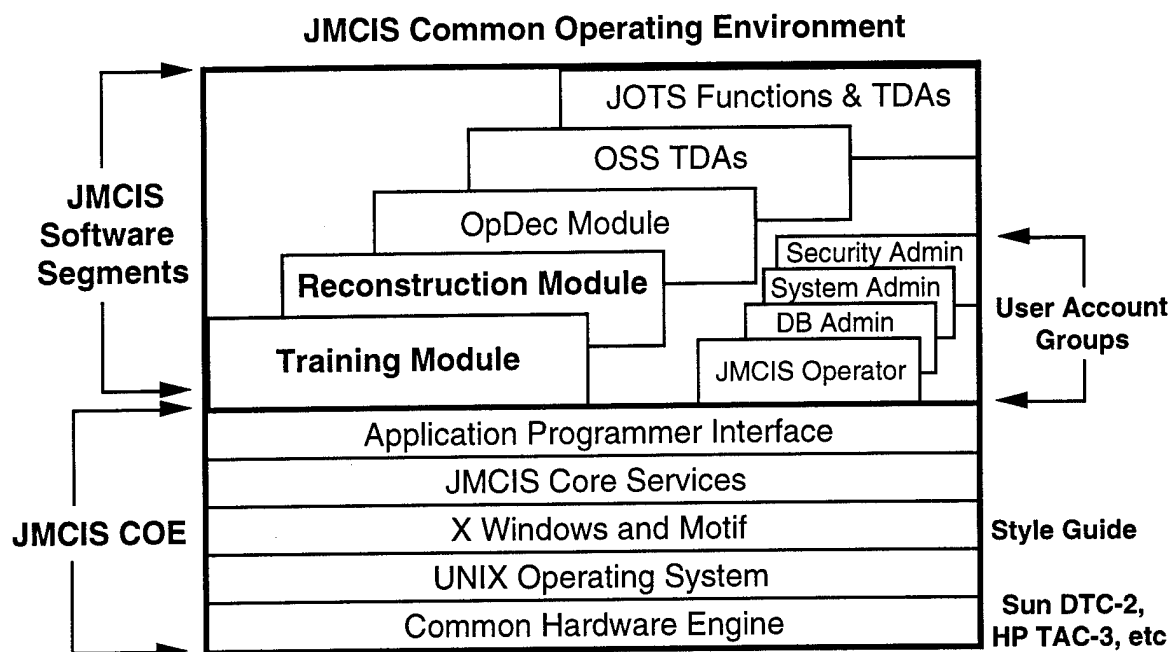 JMCIS Common Operating Environment
JOTS Functions & TDAs
OSS TDAs
OpDec Module
Reconstruction Module
Training Module
JMCIS
Software
Segments
Security Admin
System Admin
DB Admin
JMCIS Operator
User Account
Groups
Application Programmer Interface
JMCIS Core Services
X Windows and Motif
UNIX Operating System
Common Hardware Engine
JMCIS COE
Style Guide
Sun DTC-2,
HP TAC-3, etc